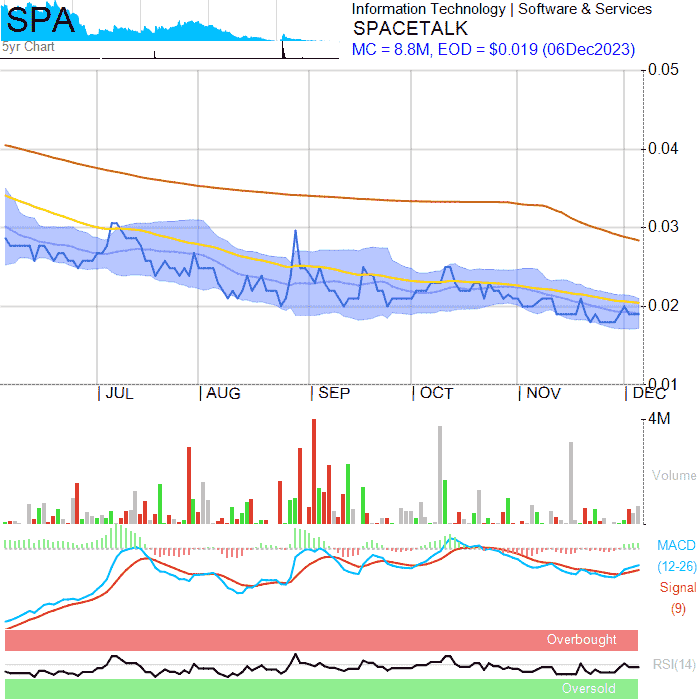 SPA
5yr Chart
Information Technology | Software & Services
SPACETALK
MC = 8.8M, EOD = $0.019 (06Dec2023)
0.05
0.04
0.03
0.02
0.01
JUL AUG SEP OCT NOV DEC
4M
Volume
MACD
(12-26)
Signal
(9)
Overbought
RSI(14)
Oversold